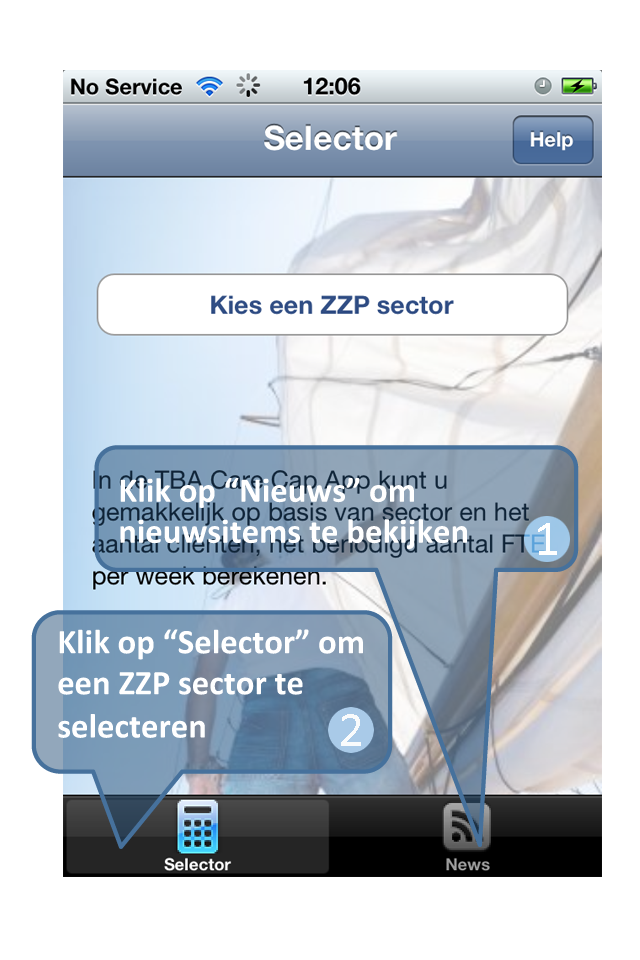 No Service 12:06
Selector
Help
Kies een ZZP sector
In de TBA Care Cap App kunt u
gemakkelijk op basis van sector en het
aantal cliënten, het benodigd aantal FTE
per week berekenen.
Klik op “Nieuws” om
nieuwsitems te bekijken
1
Klik op “Selector” om
een ZZP sector te
selecteren
2
Selector
News